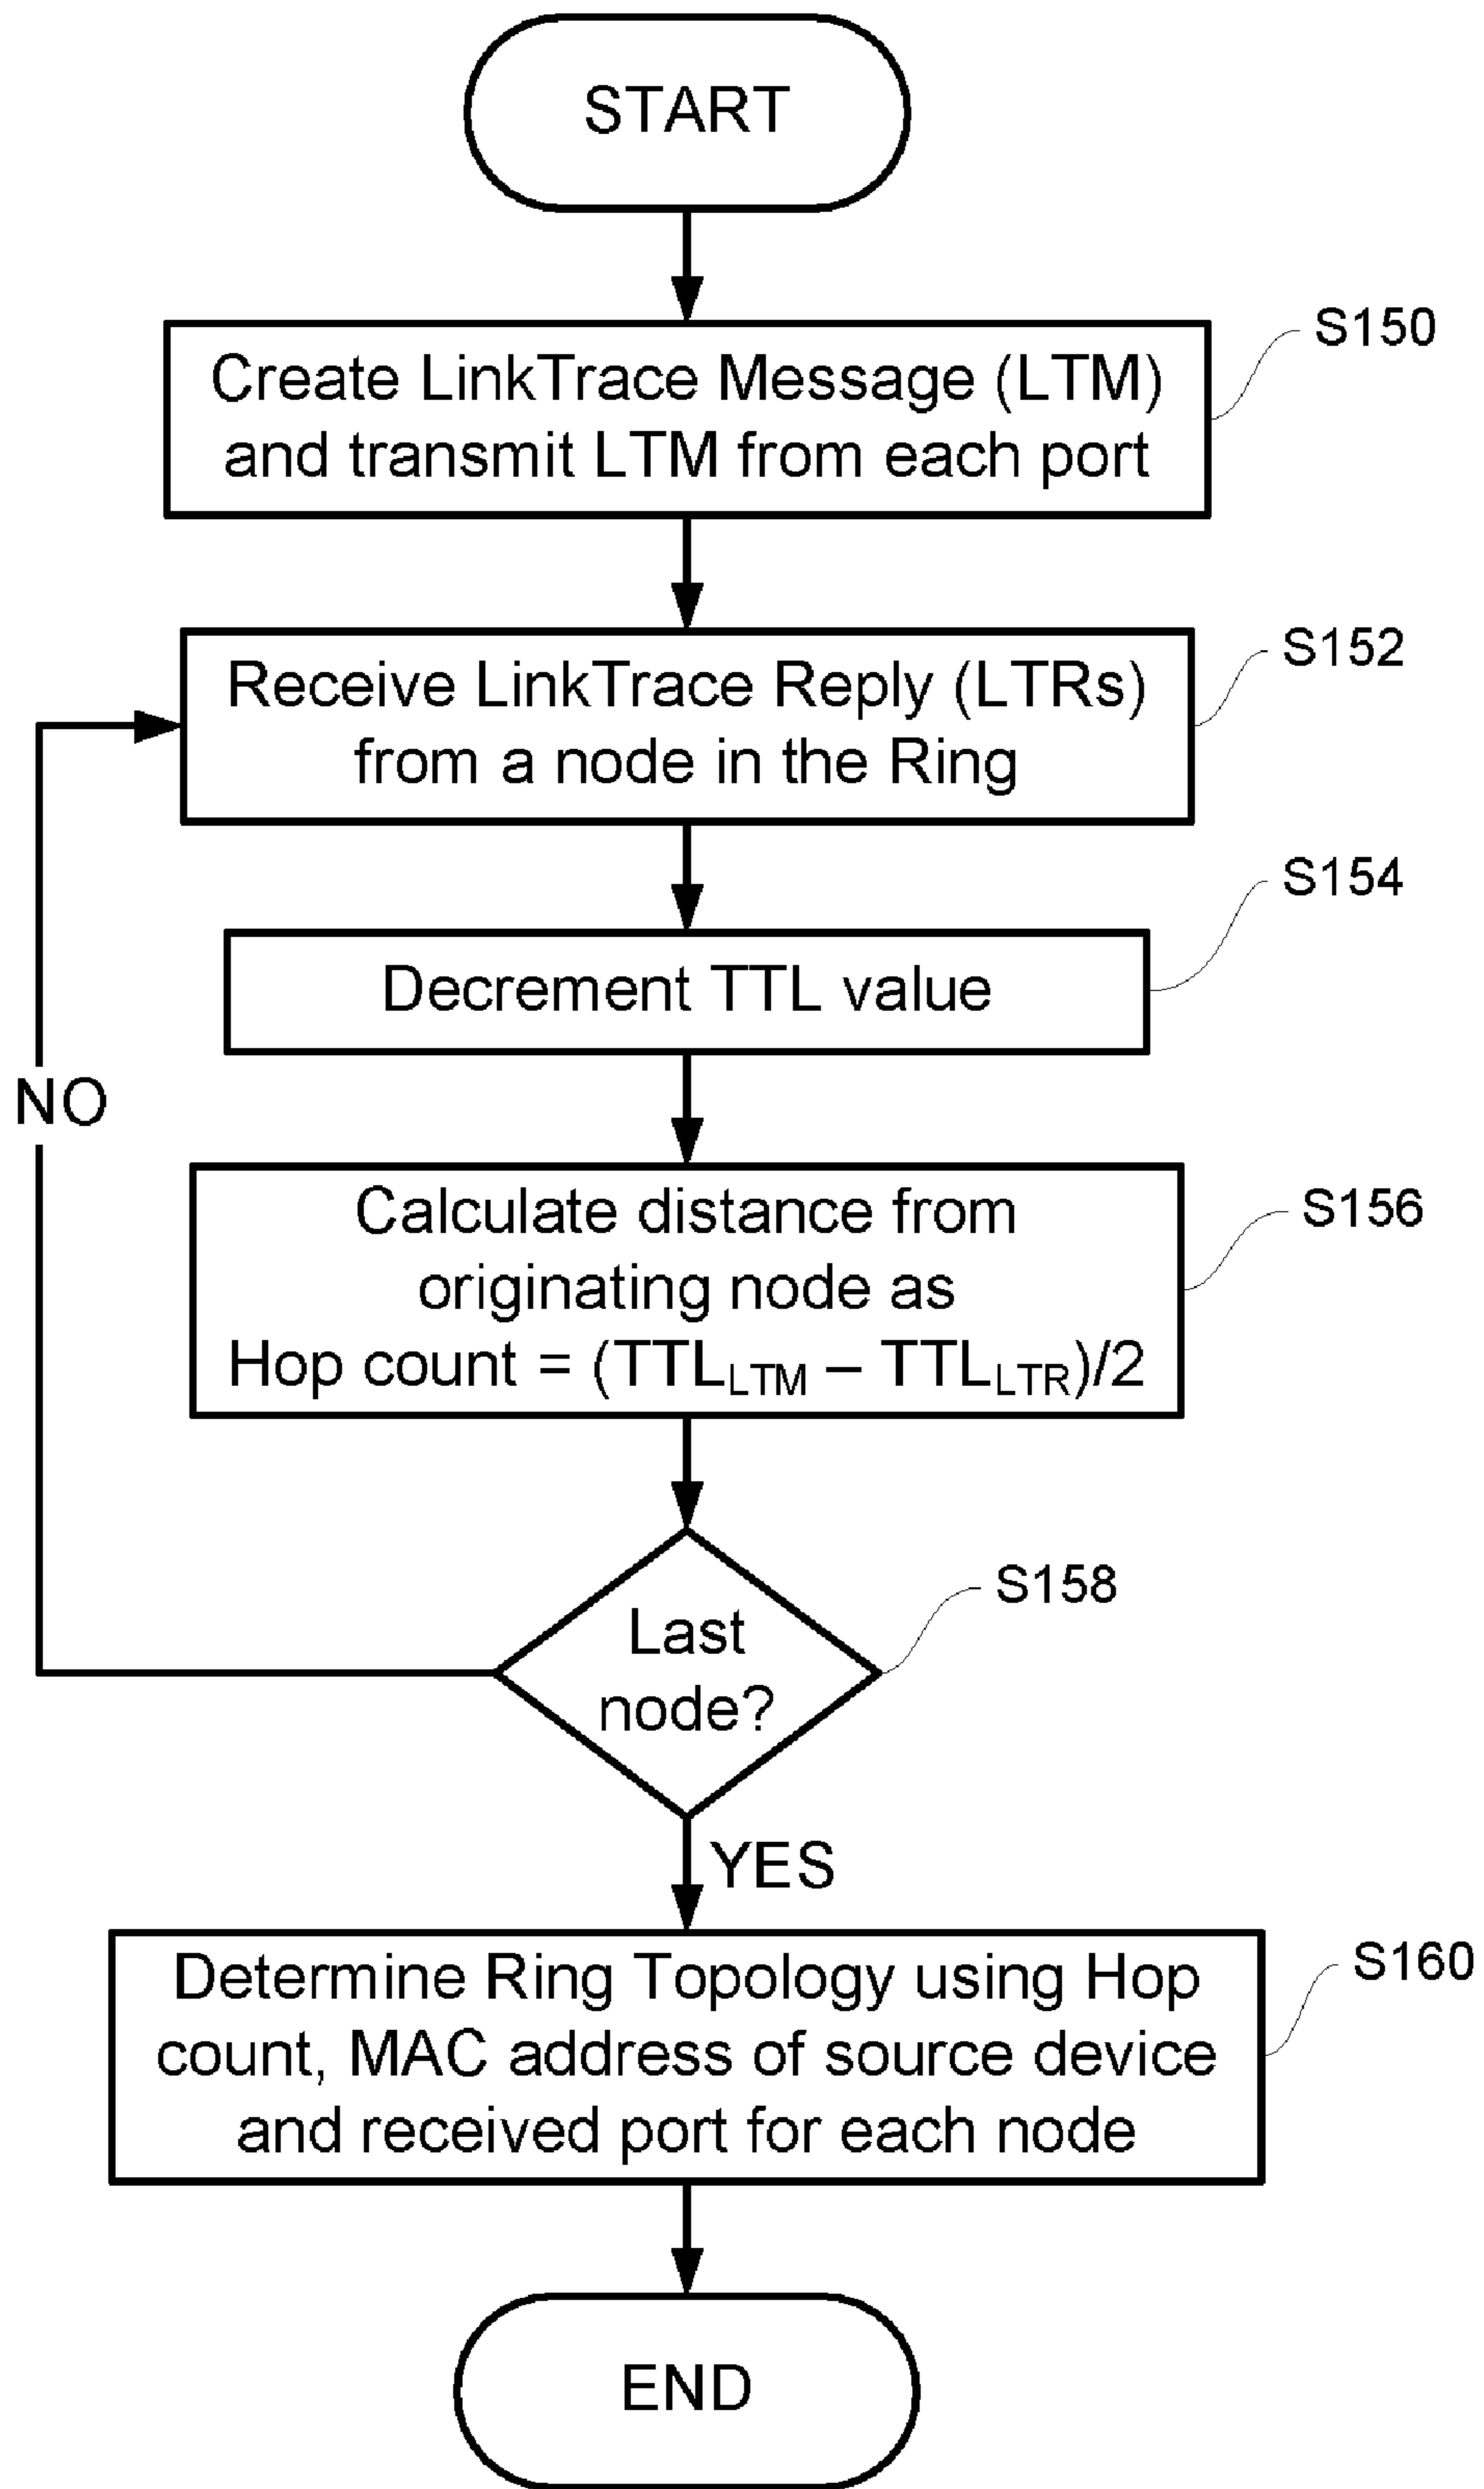 START
S150
Create LinkTrace Message (LTM)
and transmit LTM from each port
S152
Receive LinkTrace Reply (LTRs)
from a node in the Ring
S154
Decrement TTL value
NO
S156
Calculate distance from
originating node as
Hop count = (TTLLTM – TTLLTR)/2
S158
Last
node?
YES
S160
Determine Ring Topology using Hop
count, MAC address of source device
and received port for each node
END